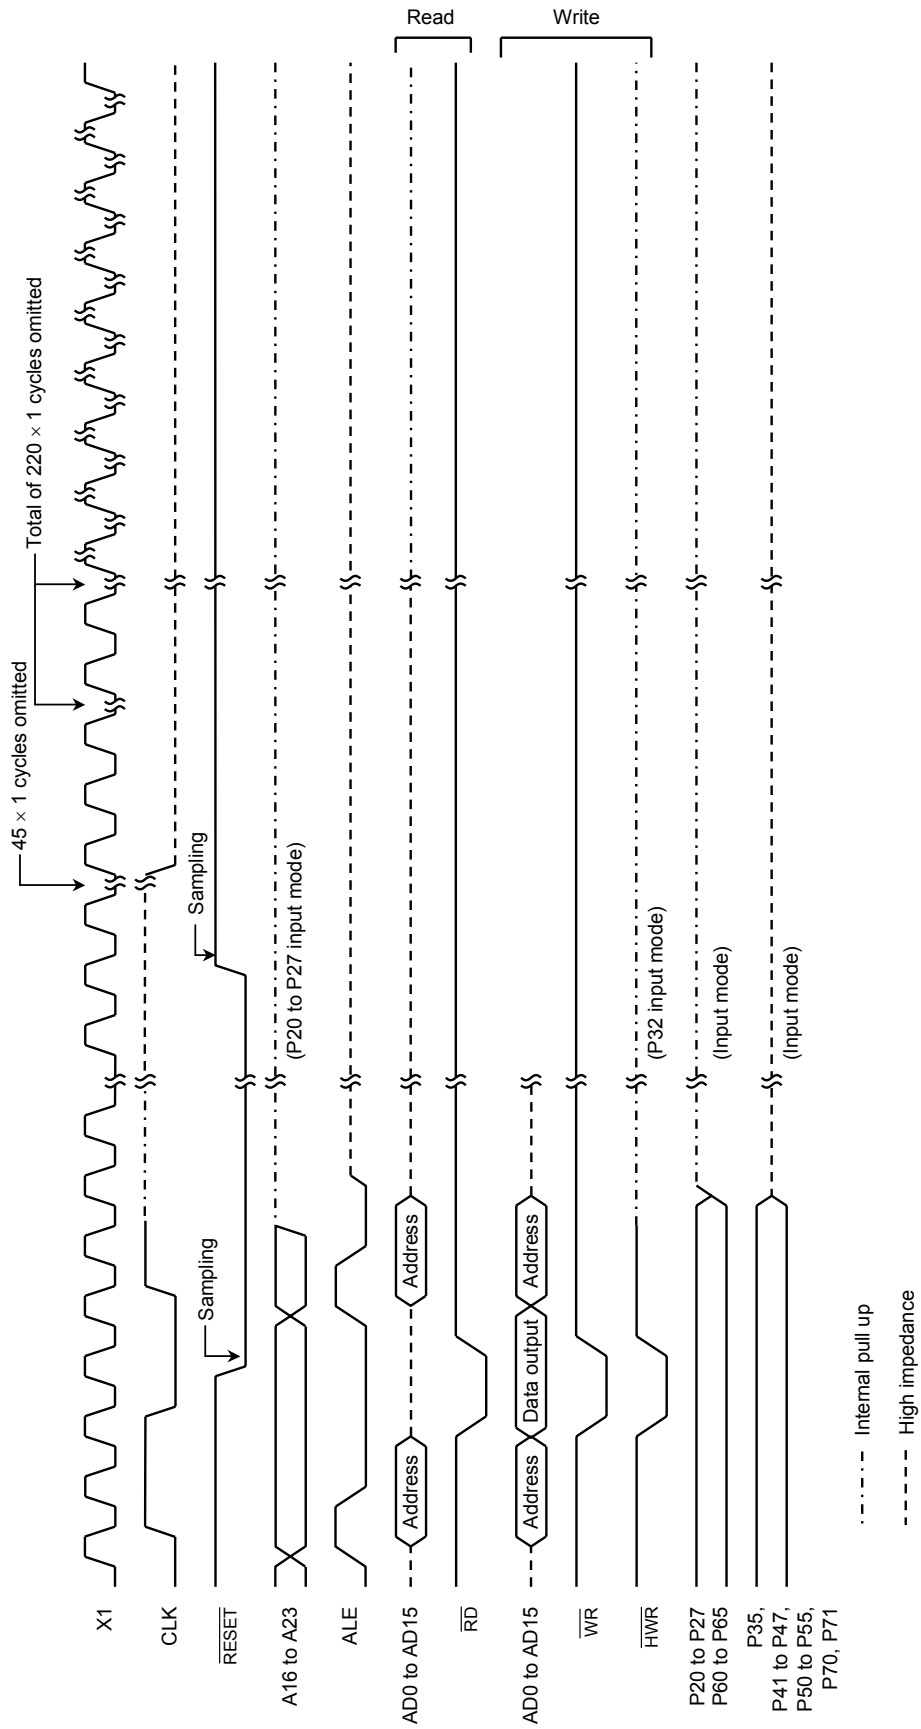 45 × 1 cycles omitted
Total of 220 × 1 cycles omitted
X1
CLK
RESET
Sampling
Sampling
A16 to A23
(P20 to P27 input mode)
ALE
Read
AD0 to AD15
Address
Address
RD
Write
AD0 to AD15
Address
Data output
Address
WR
HWR
(P32 input mode)
P20 to P27
P60 to P65
(Input mode)
P35,
P41 to P47,
P50 to P55,
P70, P71
(Input mode)
Internal pull up
High impedance